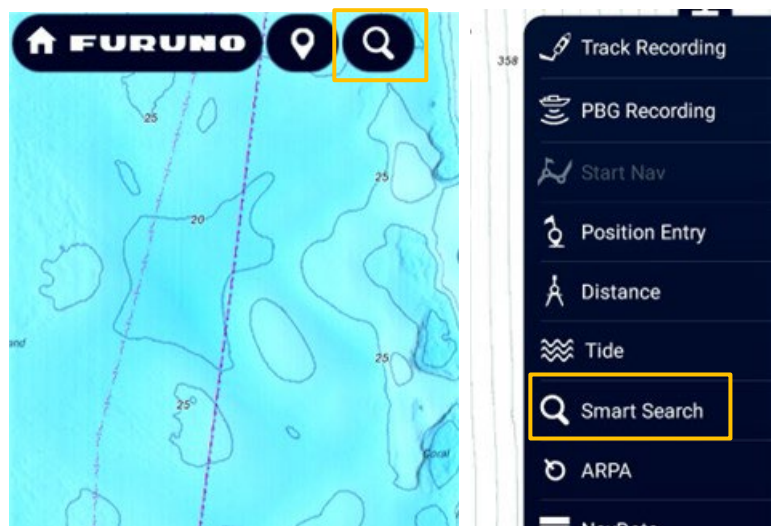 FURUNO
25
25
20
25
25
and
Coral
358
Track Recording
PBG Recording
Start Nav
Position Entry
Distance
Tide
Smart Search
ARPA